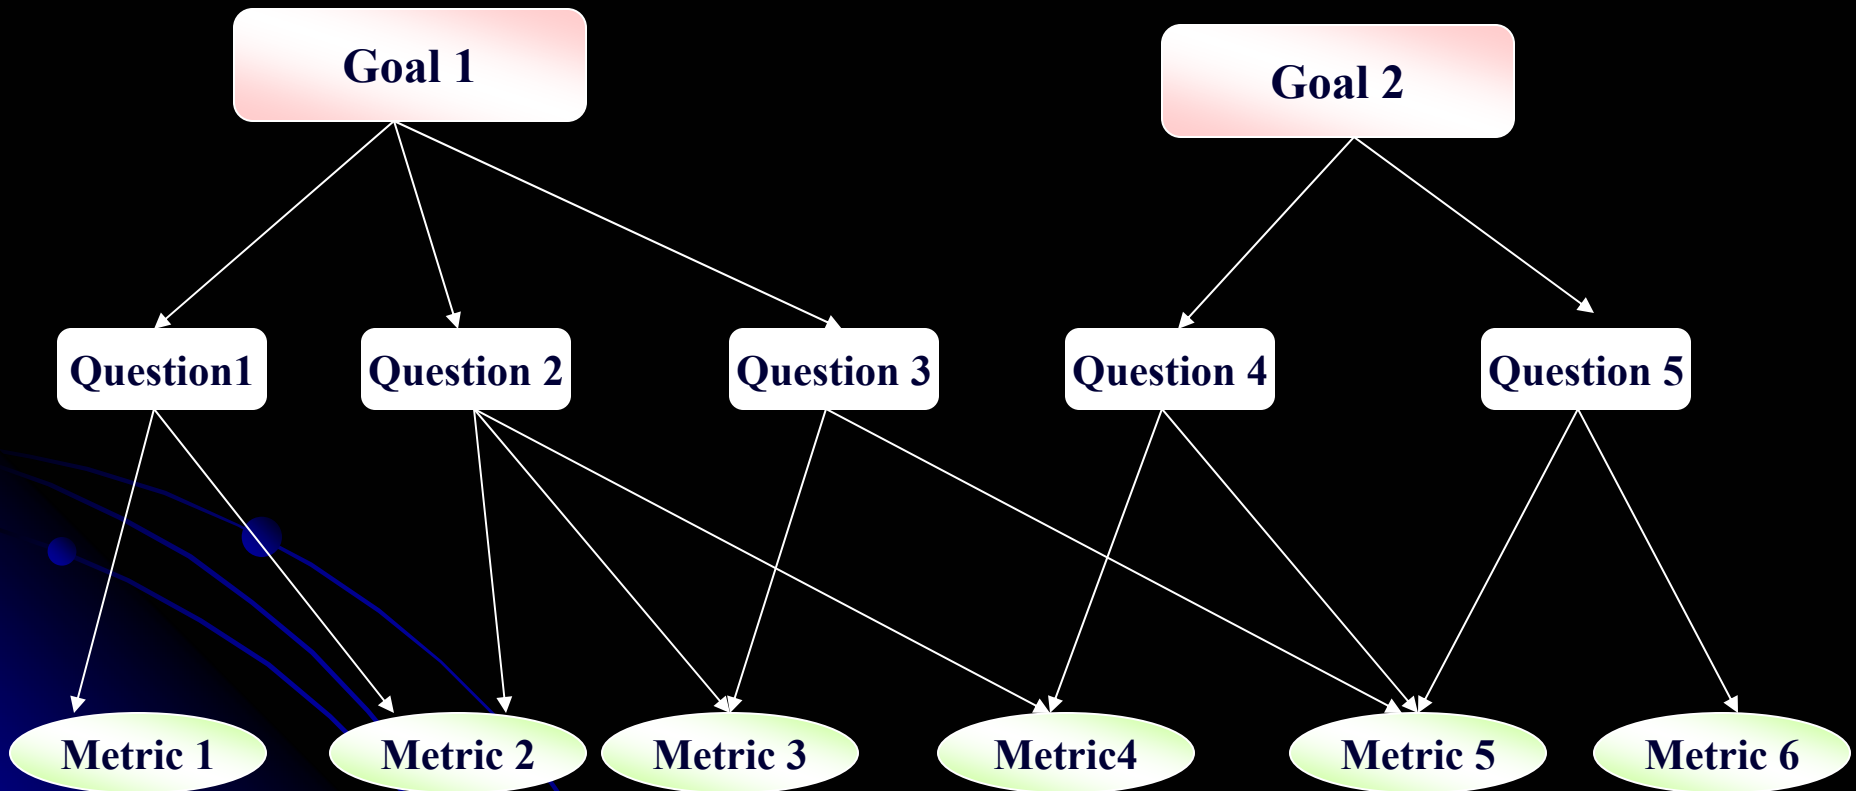 Goal 1
Goal 2
Question1
Question 2
Question 3
Question 4
Question 5
Metric 1
Metric 2
Metric 3
Metric4
Metric 5
Metric 6